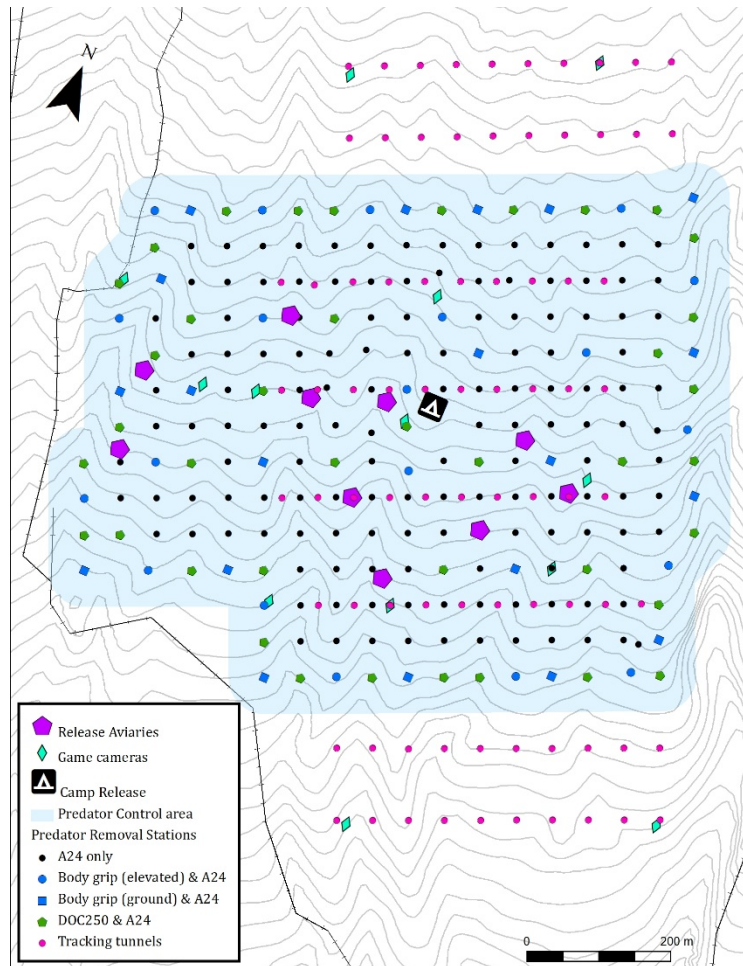 N
Release Aviaries
Game cameras
Camp Release
Predator Control area
Predator Removal Stations
A24 only
Body grip (elevated) & A24
Body grip (ground) & A24
DOC250 & A24
Tracking tunnels
0 200 m